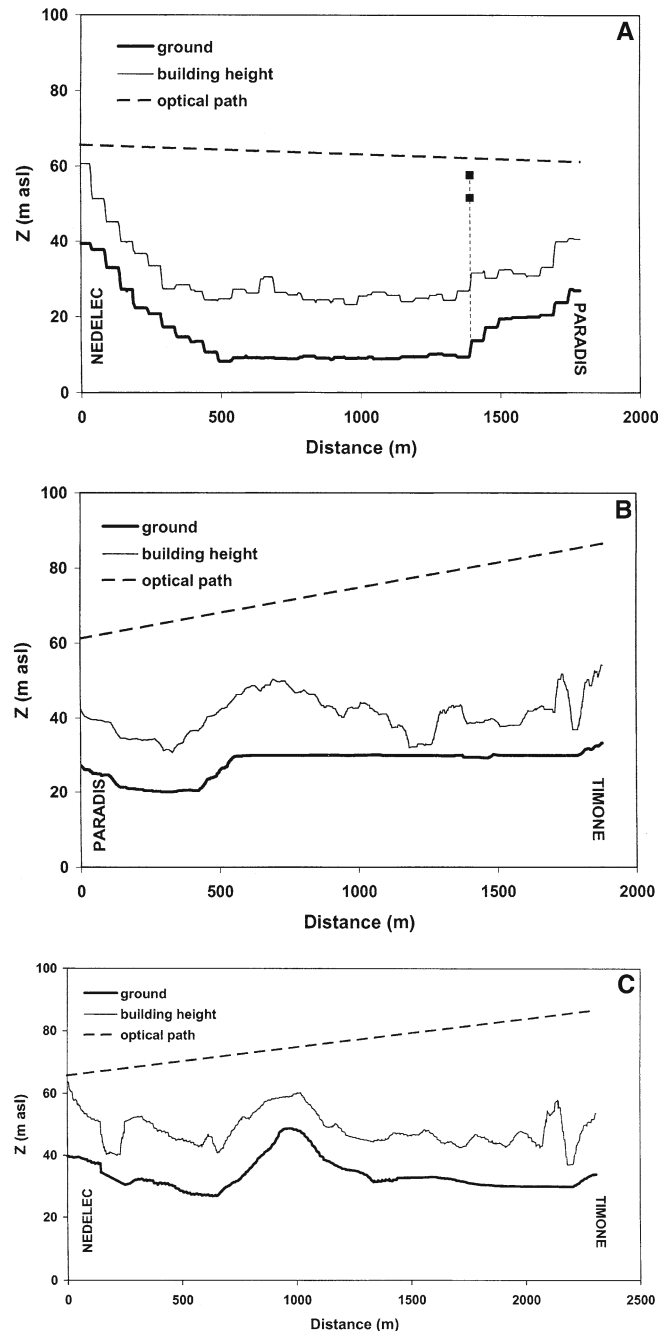 A
100
ground
building height
optical path
80
60
40
20
0
Z (m asl)
NEDELEC
PARADIS
0 500 1000 1500 2000
Distance (m)
B
100
ground
building height
optical path
80
60
40
20
0
Z (m asl)
PARADIS
TIMONE
0 500 1000 1500 2000
Distance (m)
C
100
ground
building height
optical path
80
60
40
20
0
Z (m asl)
NEDELEC
TIMONE
0 500 1000 1500 2000 2500
Distance (m)